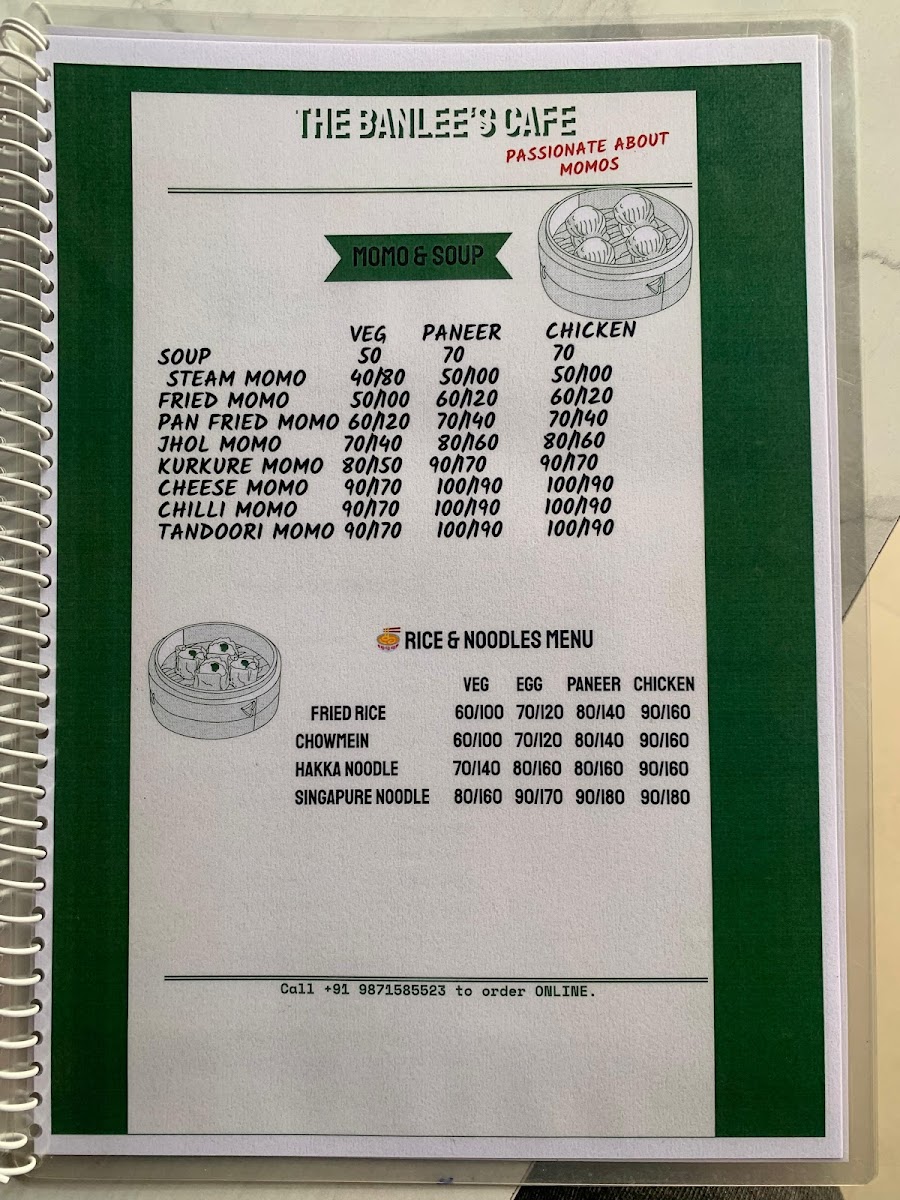 THE BANLEE'S CAFE
PASSIONATE ABOUT
MOMOS
MOMO & SOUP
VEG PANEER CHICKEN
SOUP 50 70 70
STEAM MOMO 40/80 50/100 50/100
FRIED MOMO 50/100 60/120 60/120
PAN FRIED MOMO 60/120 70/140 70/140
JHOL MOMO 70/140 80/160 80/160
KURKURE MOMO 80/150 90/170 90/170
CHEESE MOMO 90/170 100/190 100/190
CHILLI MOMO 90/170 100/190 100/190
TANDOORI MOMO 90/170 100/190 100/190
RICE & NOODLES MENU
VEG EGG PANEER CHICKEN
FRIED RICE 60/100 70/120 80/140 90/160
CHOWMEIN 60/100 70/120 80/140 90/160
HAKKA NOODLE 70/140 80/160 80/160 90/160
SINGAPURE NOODLE 80/160 90/170 90/180 90/180
Call +91 9871585523 to order ONLINE.